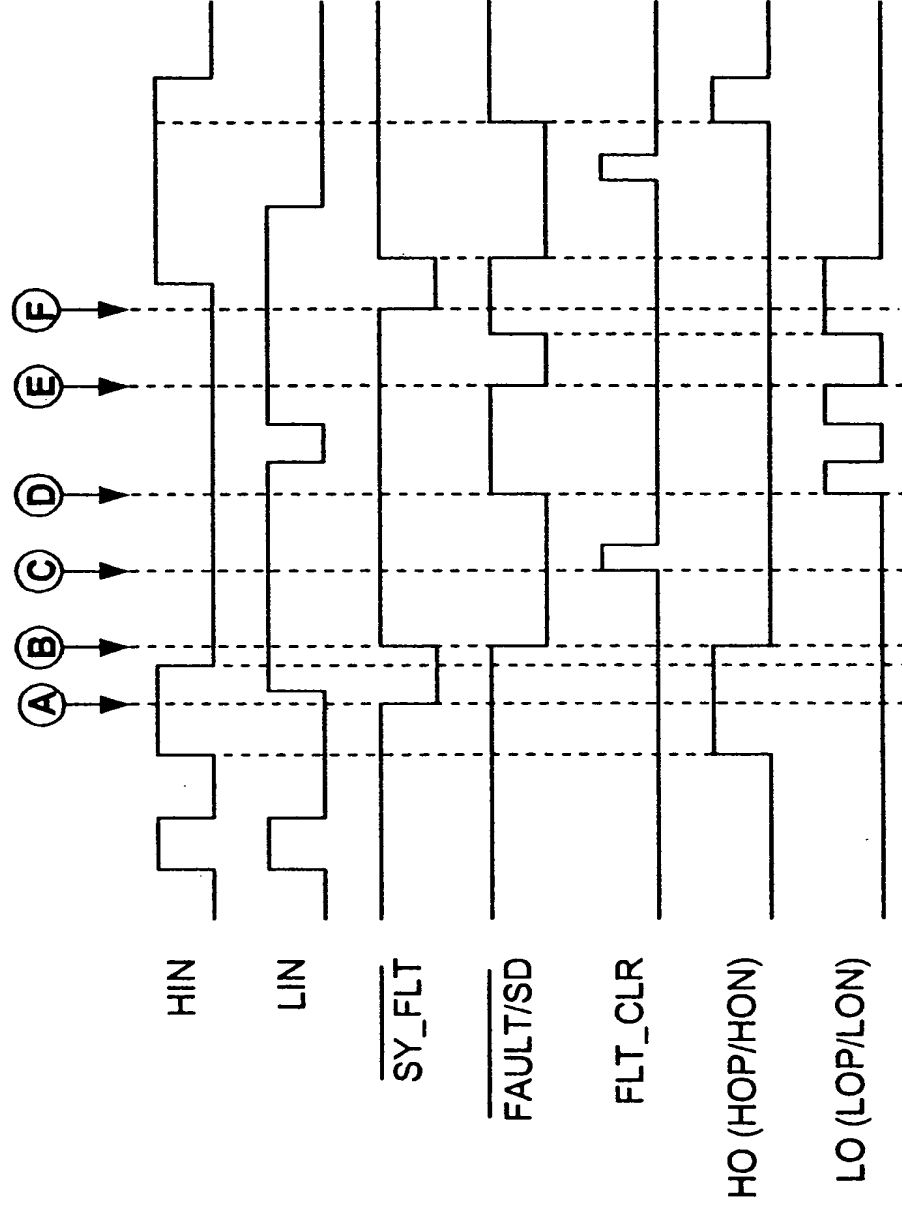 A
B
C
D
E
F
HIN
LIN
SY_FLT
FAULT/SD
FLT_CLR
HO (HOP/HON)
LO (LOP/LON)